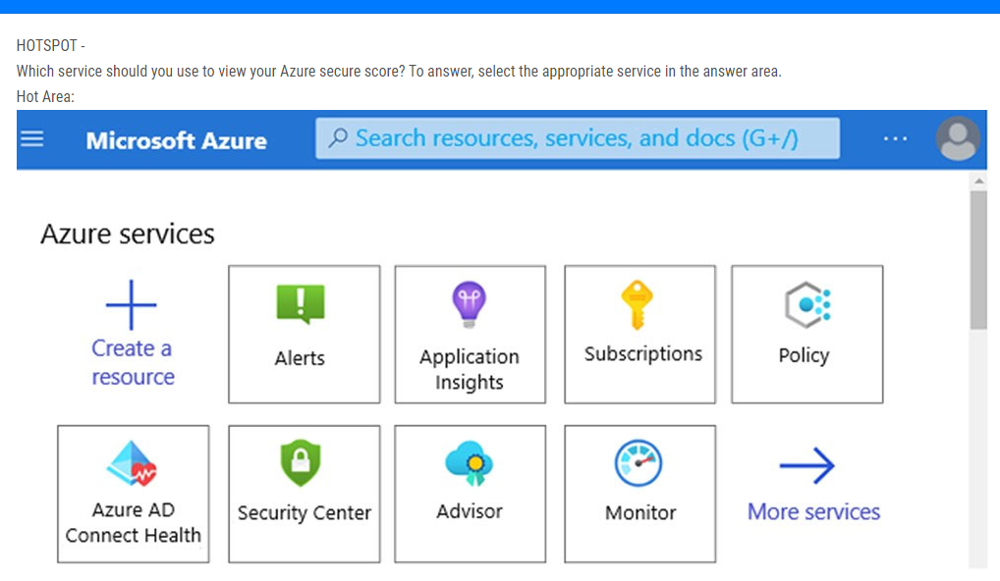 HOTSPOT -
Which service should you use to view your Azure secure score? To answer, select the appropriate service in the answer area.
Hot Area:
Microsoft Azure
Search resources, services, and docs (G+/)
...
Azure services
Create a
resource
Alerts
Application
Insights
Subscriptions
Policy
Azure AD
Connect Health
Security Center
Advisor
Monitor
More services